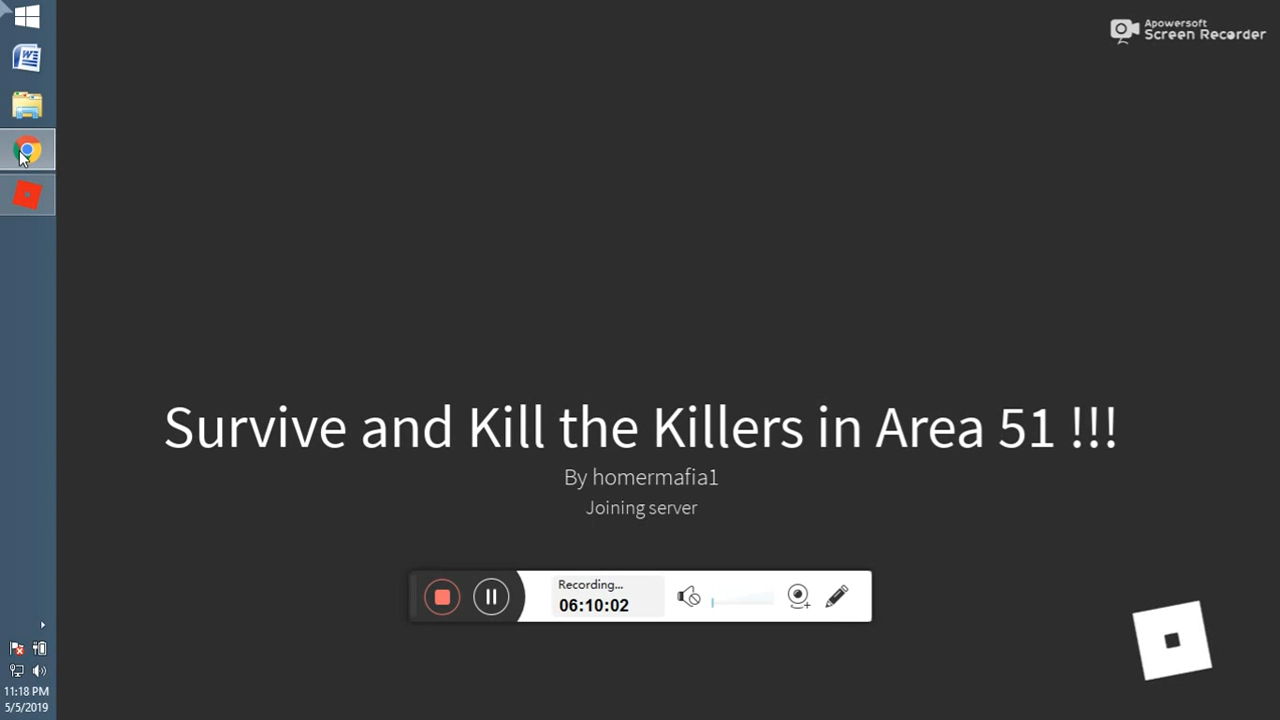 Apowersoft
Screen Recorder
Survive and Kill the Killers in Area 51 !!!
By homermafia1
Joining server
Recording...
06:10:02
11:18 PM
5/5/2019